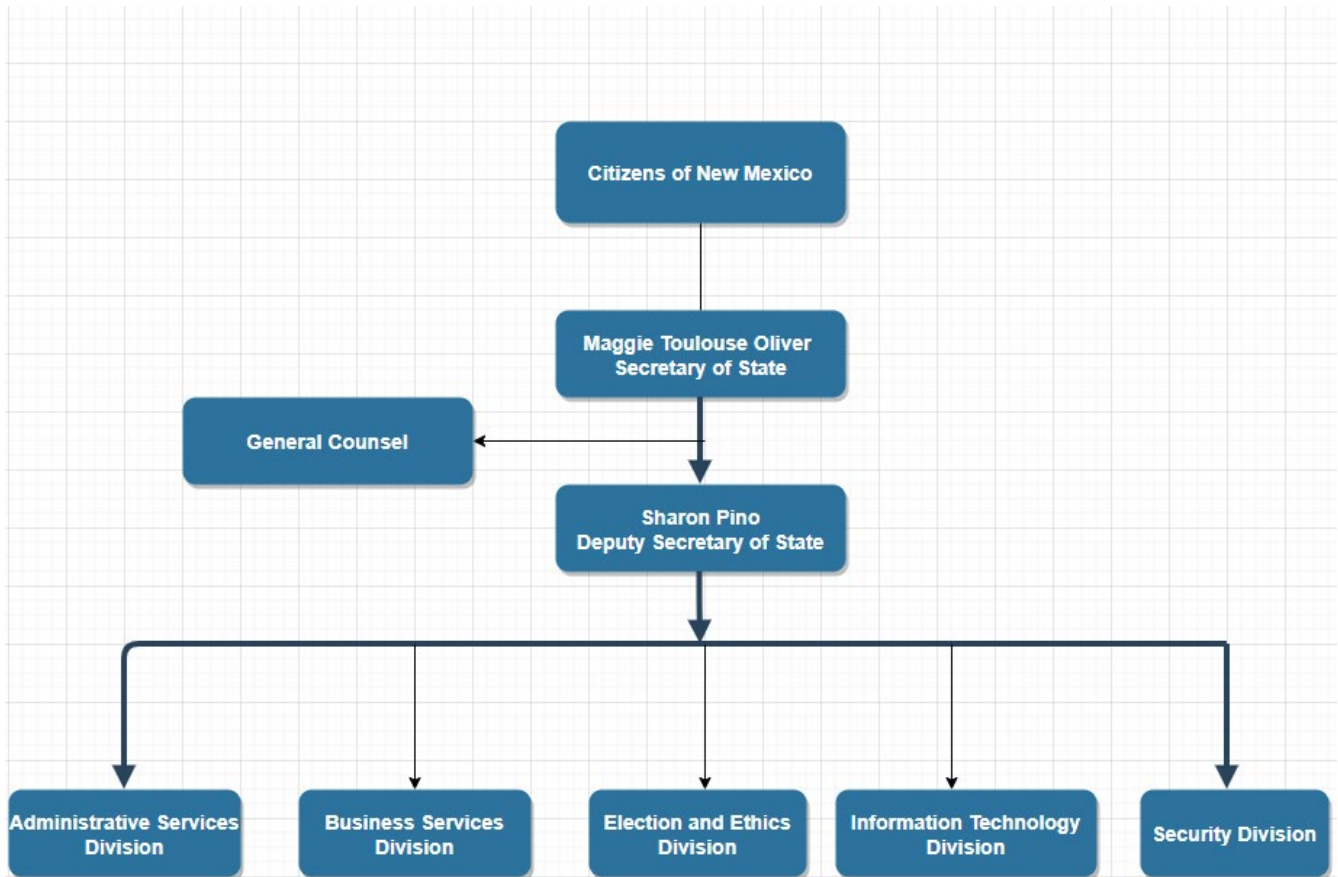 Citizens of New Mexico
Maggie Toulouse Oliver
Secretary of State
General Counsel
Sharon Pino
Deputy Secretary of State
Administrative Services
Division
Business Services
Division
Election and Ethics
Division
Information Technology
Division
Security Division